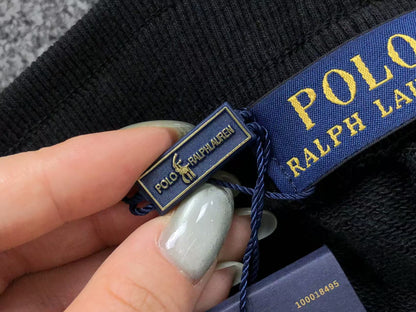 POLO
RALPH LAU
POLO RALPH LAUREN
100018495